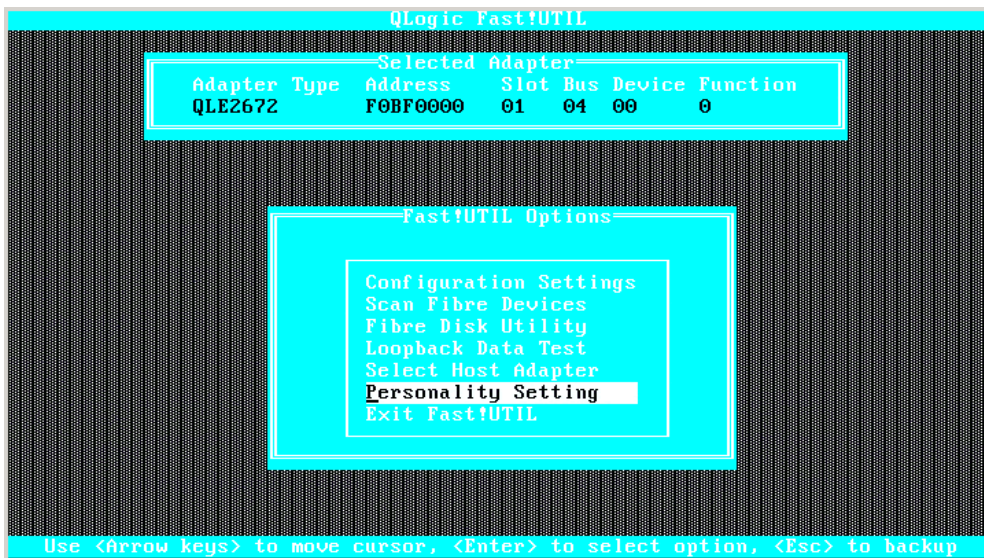 QLogic Fast!UTIL
Selected Adapter
Adapter Type Address Slot Bus Device Function
QLE2672 F0BF0000 01 04 00 0
Fast!UTIL Options
Configuration Settings
Scan Fibre Devices
Fibre Disk Utility
Loopback Data Test
Select Host Adapter
Personality Setting
Exit Fast!UTIL
Use <Arrow keys> to move cursor, <Enter> to select option, <Esc> to backup